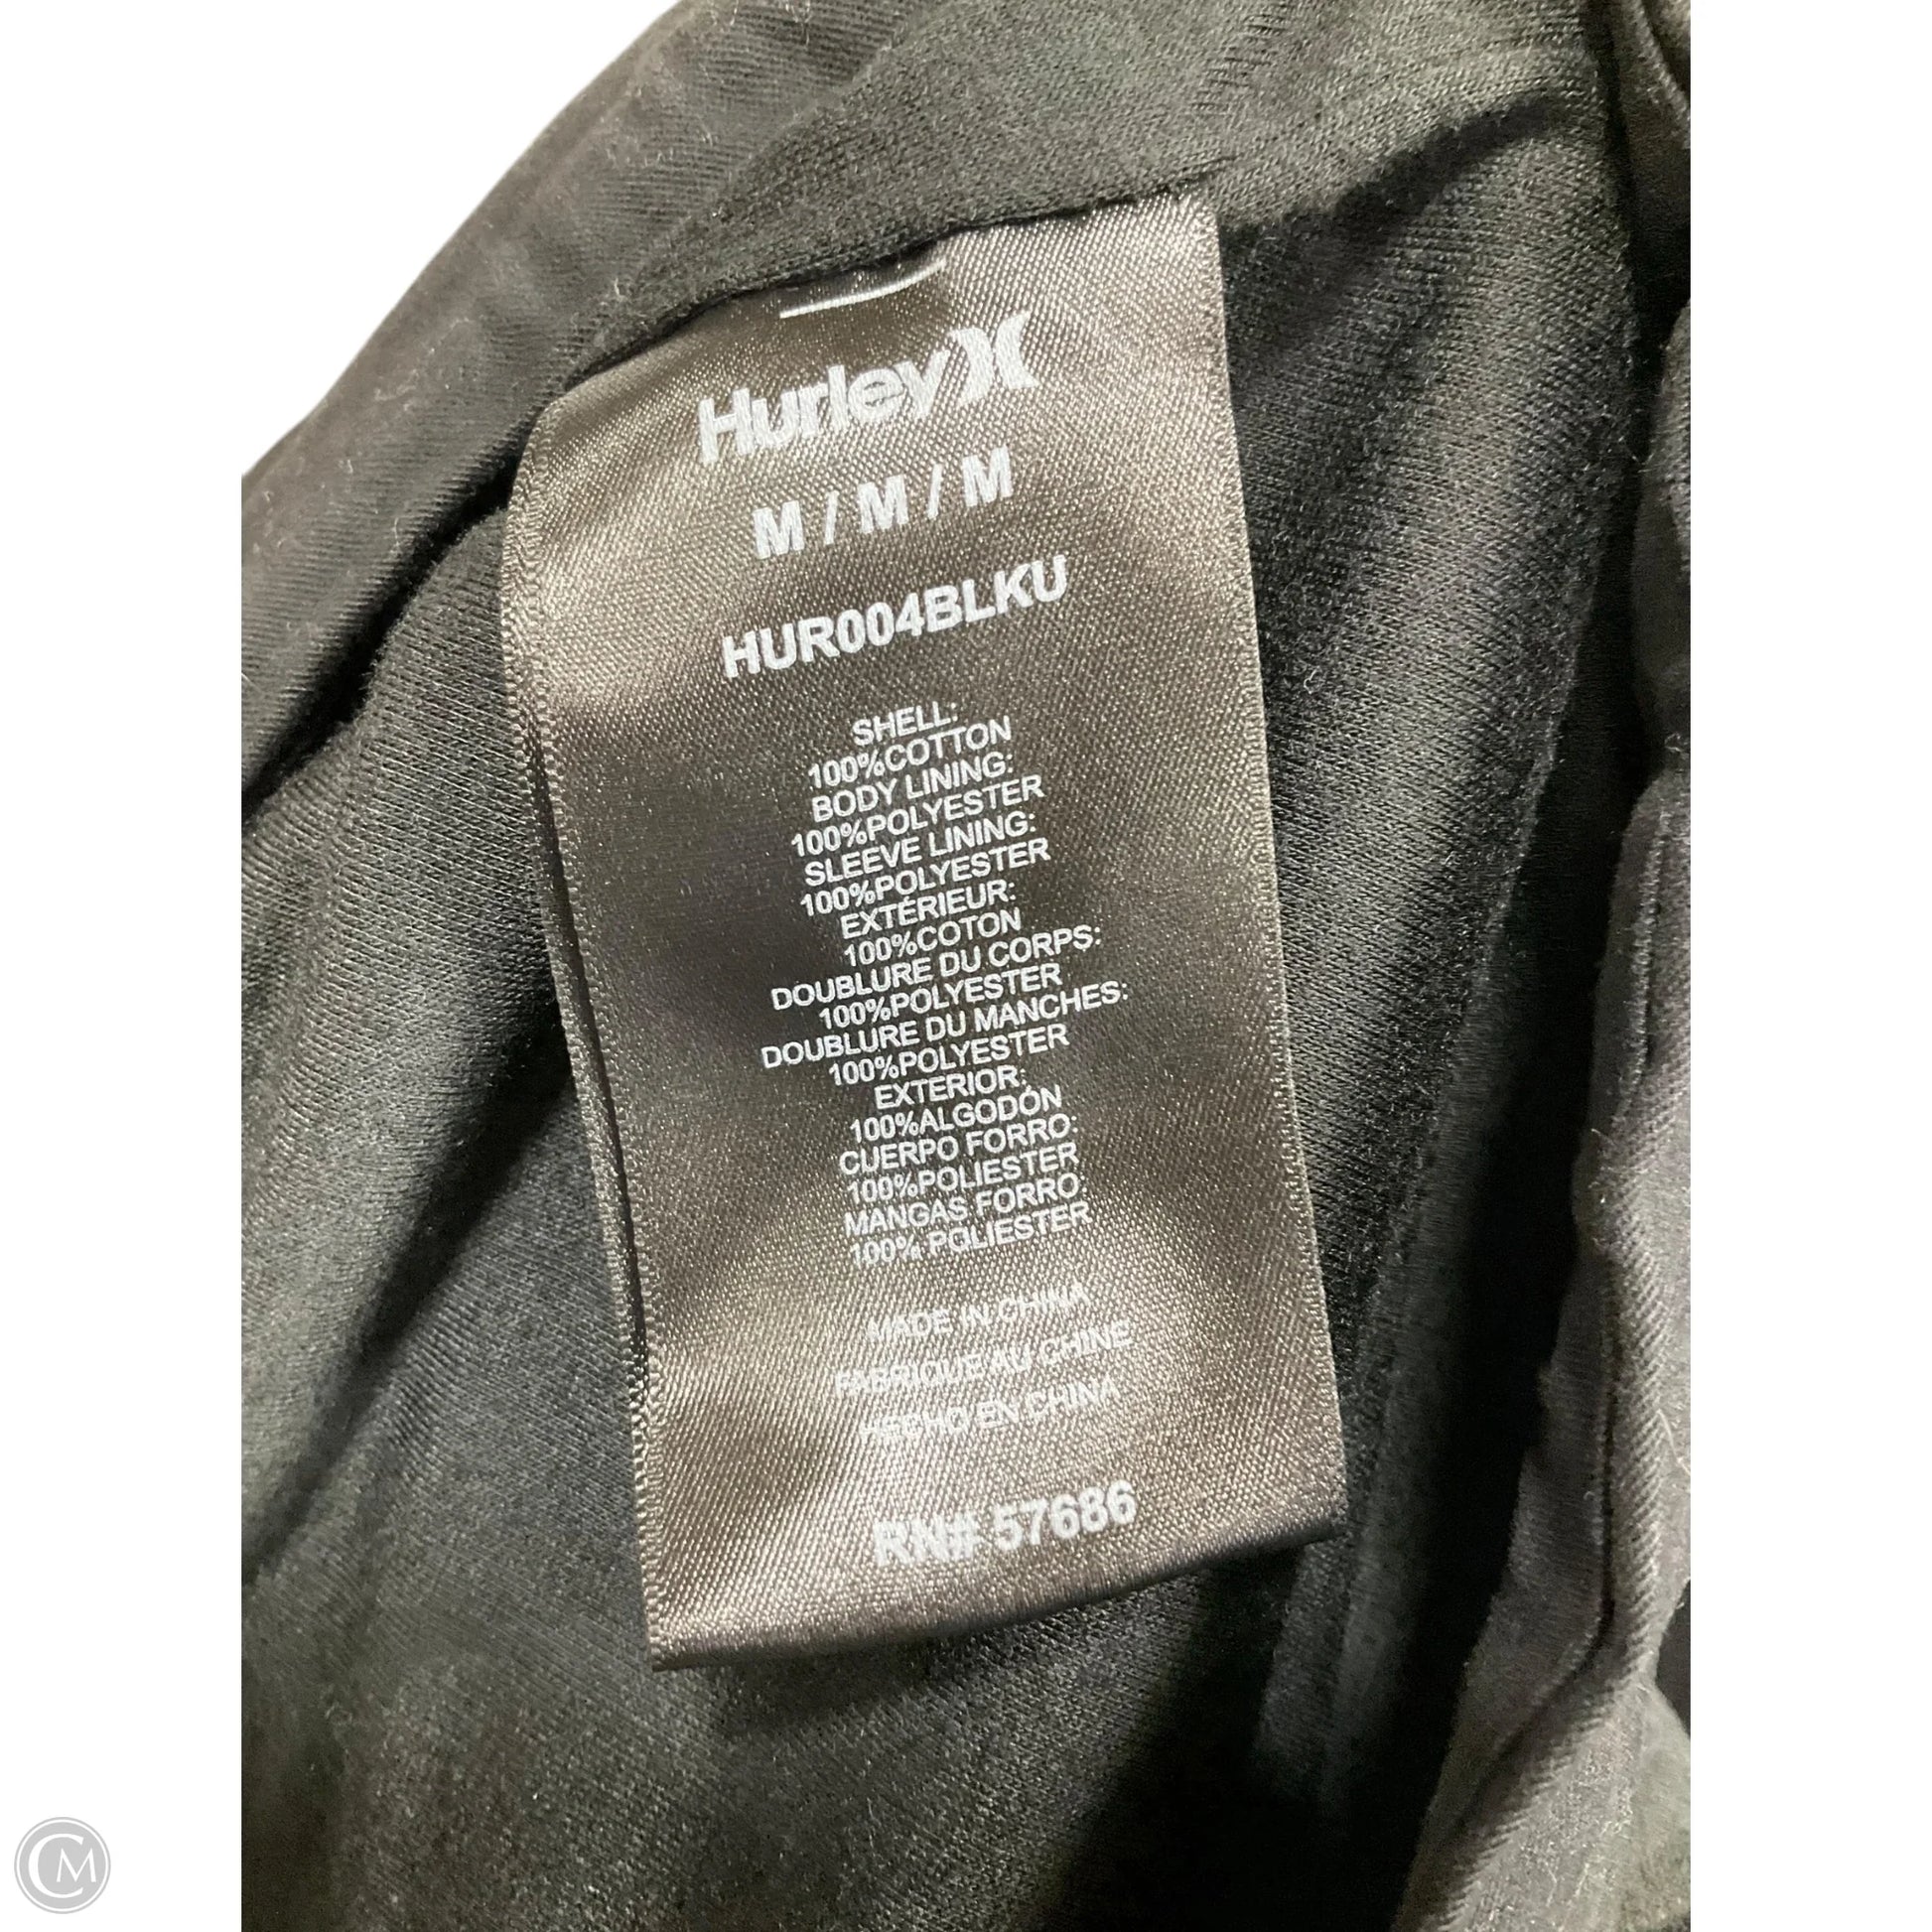 Hurley
M / M / M
HUR004BLKU
SHELL:
100%COTTON
BODY LINING:
100%POLYESTER
SLEEVE LINING:
100%POLYESTER
EXTÉRIEUR:
100%COTON
DOUBLURE DU CORPS:
100%POLYESTER
DOUBLURE DU MANCHES:
100%POLYESTER
EXTERIOR:
100%ALGODÓN
CUERPO FORRO:
100%POLIESTER
MANGAS FORRO:
100% POLIESTER
MADE IN CHINA
FABRIQUE AU CHINE
HECHO EN CHINA
RN# 57686
CM